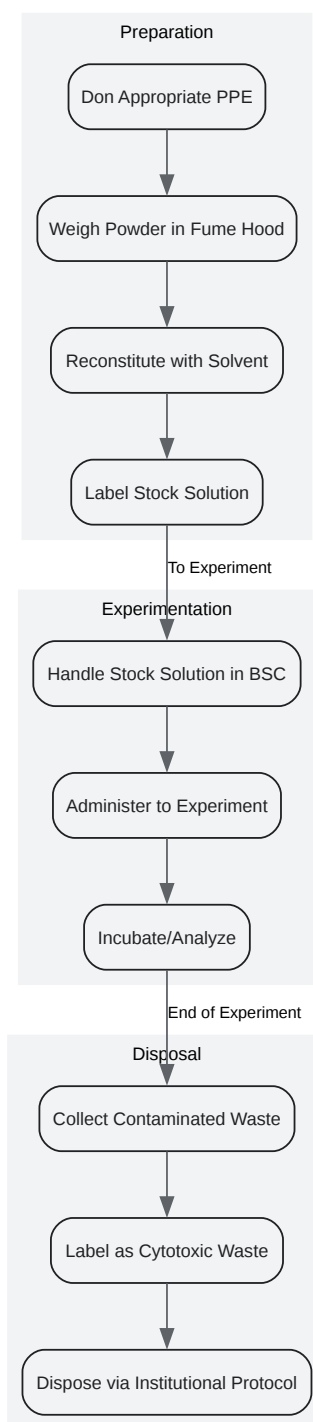 Preparation
Don Appropriate PPE
Weigh Powder in Fume Hood
Reconstitute with Solvent
Label Stock Solution
To Experiment
Experimentation
Handle Stock Solution in BSC
Administer to Experiment
Incubate/Analyze
End of Experiment
Disposal
Collect Contaminated Waste
Label as Cytotoxic Waste
Dispose via Institutional Protocol